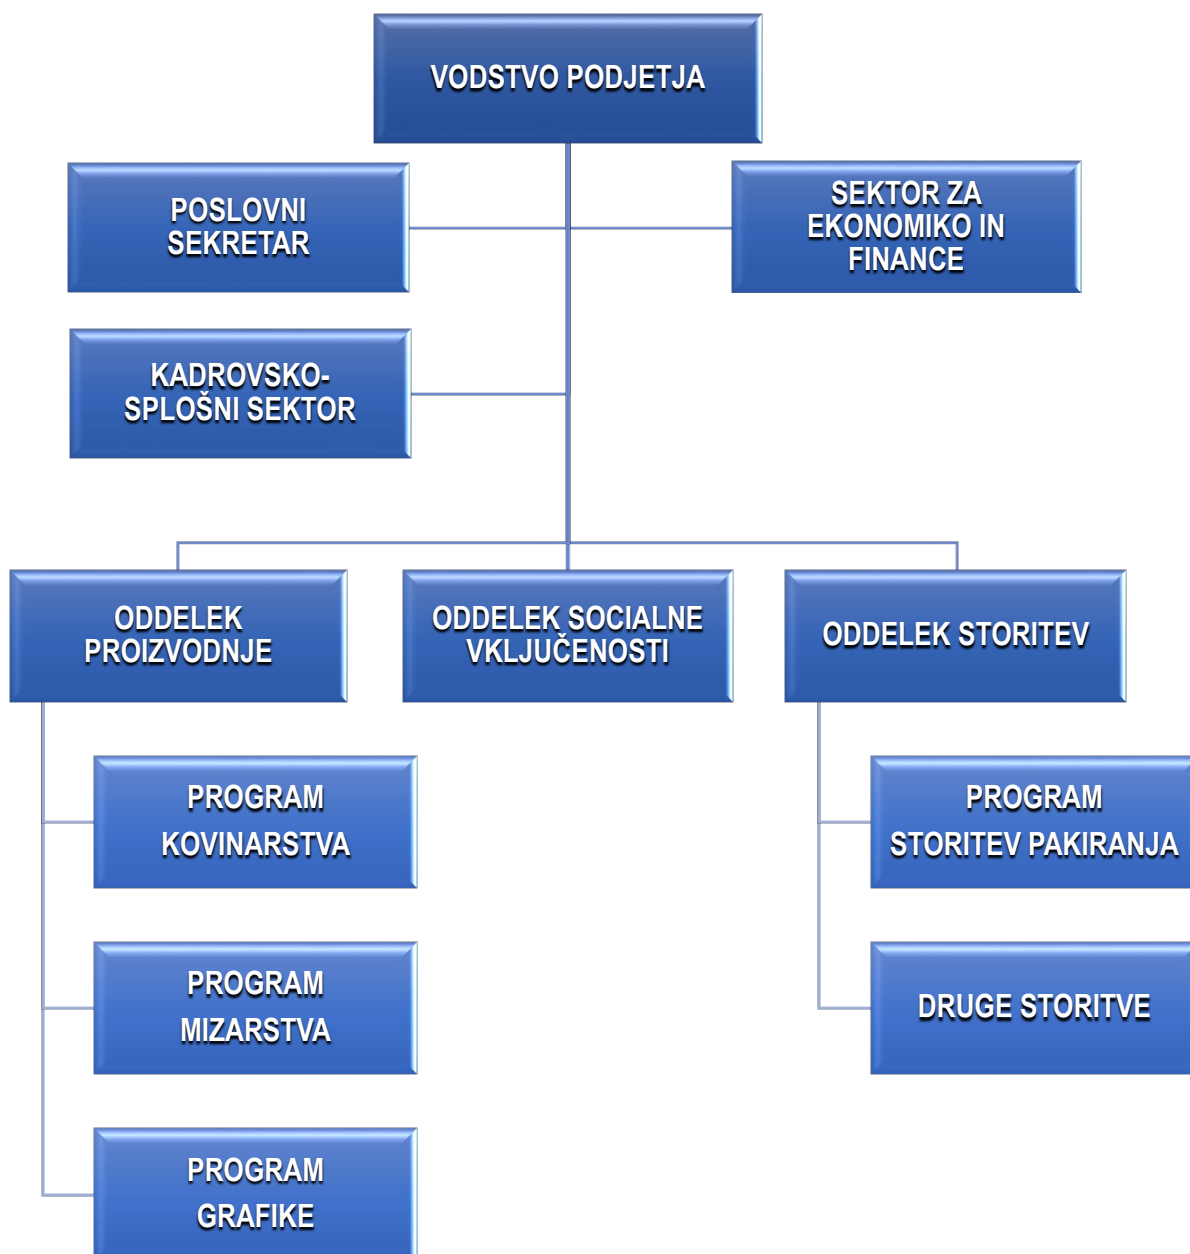 VODSTVO PODJETJA
POSLOVNI
SEKRETAR
SEKTOR ZA
EKONOMIKO IN
FINANCE
KADROVSKO-
SPLOŠNI SEKTOR
ODDELEK
PROIZVODNJE
ODDELEK SOCIALNE
VKLJUČENOSTI
ODDELEK STORITEV
PROGRAM
KOVINARSTVA
PROGRAM
STORITEV PAKIRANJA
PROGRAM
MIZARSTVA
DRUGE STORITVE
PROGRAM
GRAFIKE